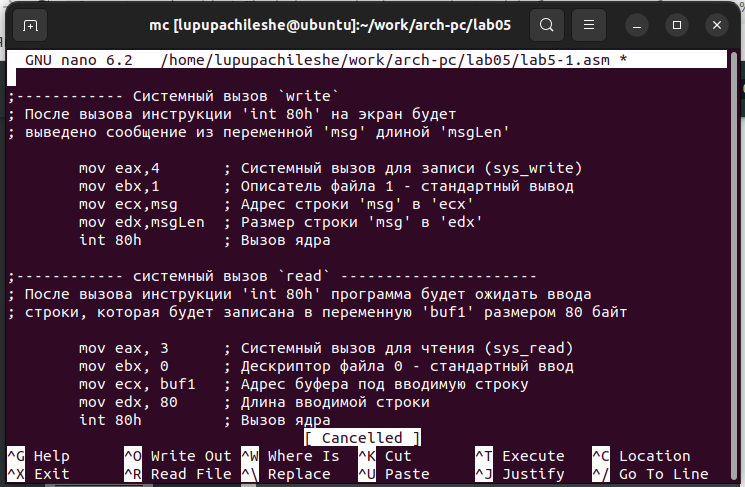 mc [lupupachileshe@ubuntu]:~/work/arch-pc/lab05
GNU nano 6.2   /home/lupupachileshe/work/arch-pc/lab05/lab5-1.asm *
;------------ Системный вызов `write`
; После вызова инструкции 'int 80h' на экран будет
; выведено сообщение из переменной 'msg' длиной 'msgLen'
mov eax,4       ; Системный вызов для записи (sys_write)
mov ebx,1       ; Описатель файла 1 - стандартный вывод
mov ecx,msg     ; Адрес строки 'msg' в 'ecx'
mov edx,msgLen  ; Размер строки 'msg' в 'edx'
int 80h         ; Вызов ядра
;------------ системный вызов `read` ----------------------
; После вызова инструкции 'int 80h' программа будет ожидать ввода
; строки, которая будет записана в переменную 'buf1' размером 80 байт
mov eax, 3      ; Системный вызов для чтения (sys_read)
mov ebx, 0      ; Дескриптор файла 0 - стандартный ввод
mov ecx, buf1   ; Адрес буфера под вводимую строку
mov edx, 80     ; Длина вводимой строки
int 80h         ; Вызов ядра
[ Cancelled ]
^G Help      ^O Write Out ^W Where Is  ^K Cut       ^T Execute   ^C Location
^X Exit      ^R Read File ^\ Replace   ^U Paste     ^J Justify   ^/ Go To Line